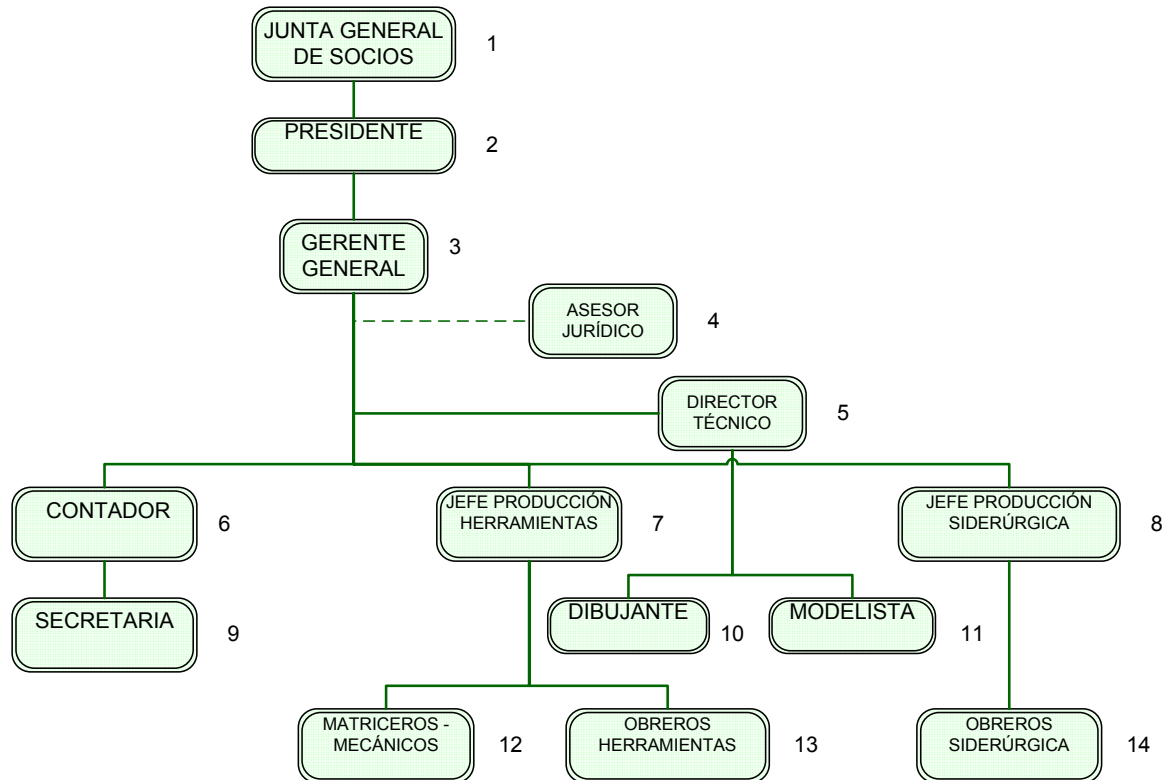 JUNTA GENERAL
DE SOCIOS
1
PRESIDENTE
2
GERENTE
GENERAL
3
ASESOR
JURÍDICO
4
DIRECTOR
TÉCNICO
5
CONTADOR
6
JEFE PRODUCCIÓN
HERRAMIENTAS
7
JEFE PRODUCCIÓN
SIDERÚRGICA
8
SECRETARIA
9
DIBUJANTE
10
MODELISTA
11
MATRICEROS -
MECÁNICOS
12
OBREROS
HERRAMIENTAS
13
OBREROS
SIDERÚRGICA
14